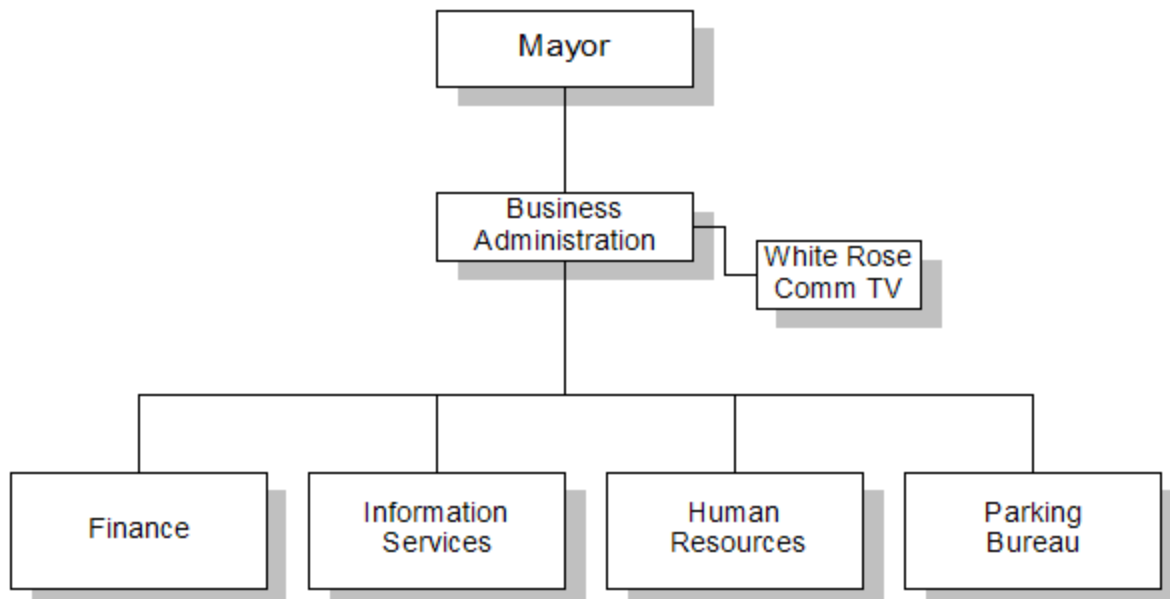 Mayor
Business
Administration
White Rose
Comm TV
Finance
Information
Services
Human
Resources
Parking
Bureau